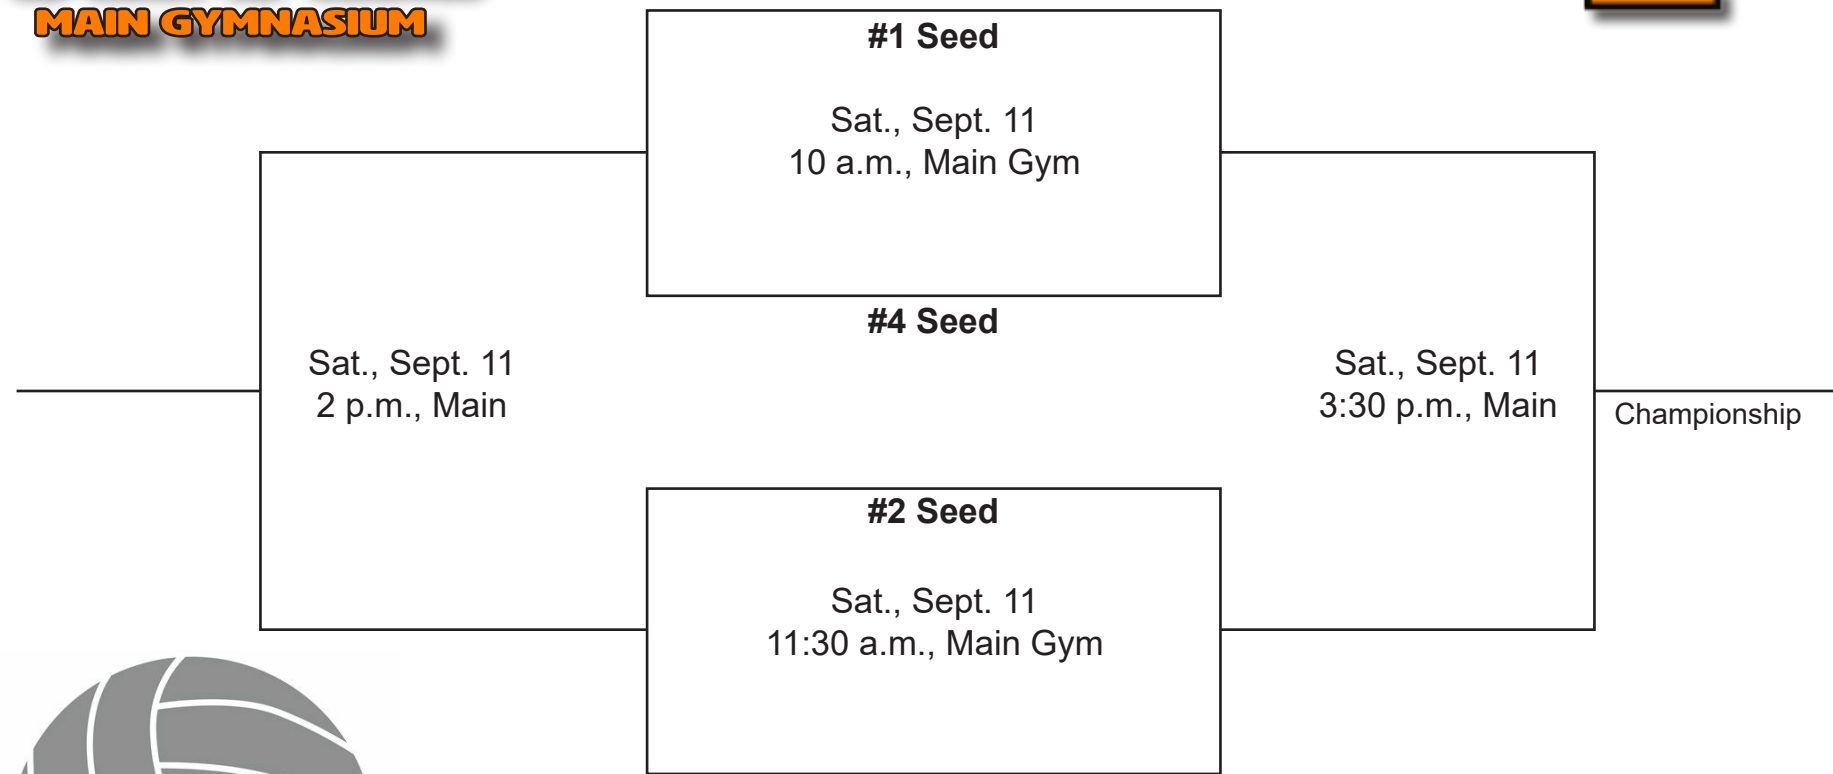 MAIN GYMNASIUM
#1 Seed
Sat., Sept. 11
10 a.m., Main Gym
#4 Seed
Sat., Sept. 11
2 p.m., Main
Sat., Sept. 11
3:30 p.m., Main
Championship
#2 Seed
Sat., Sept. 11
11:30 a.m., Main Gym